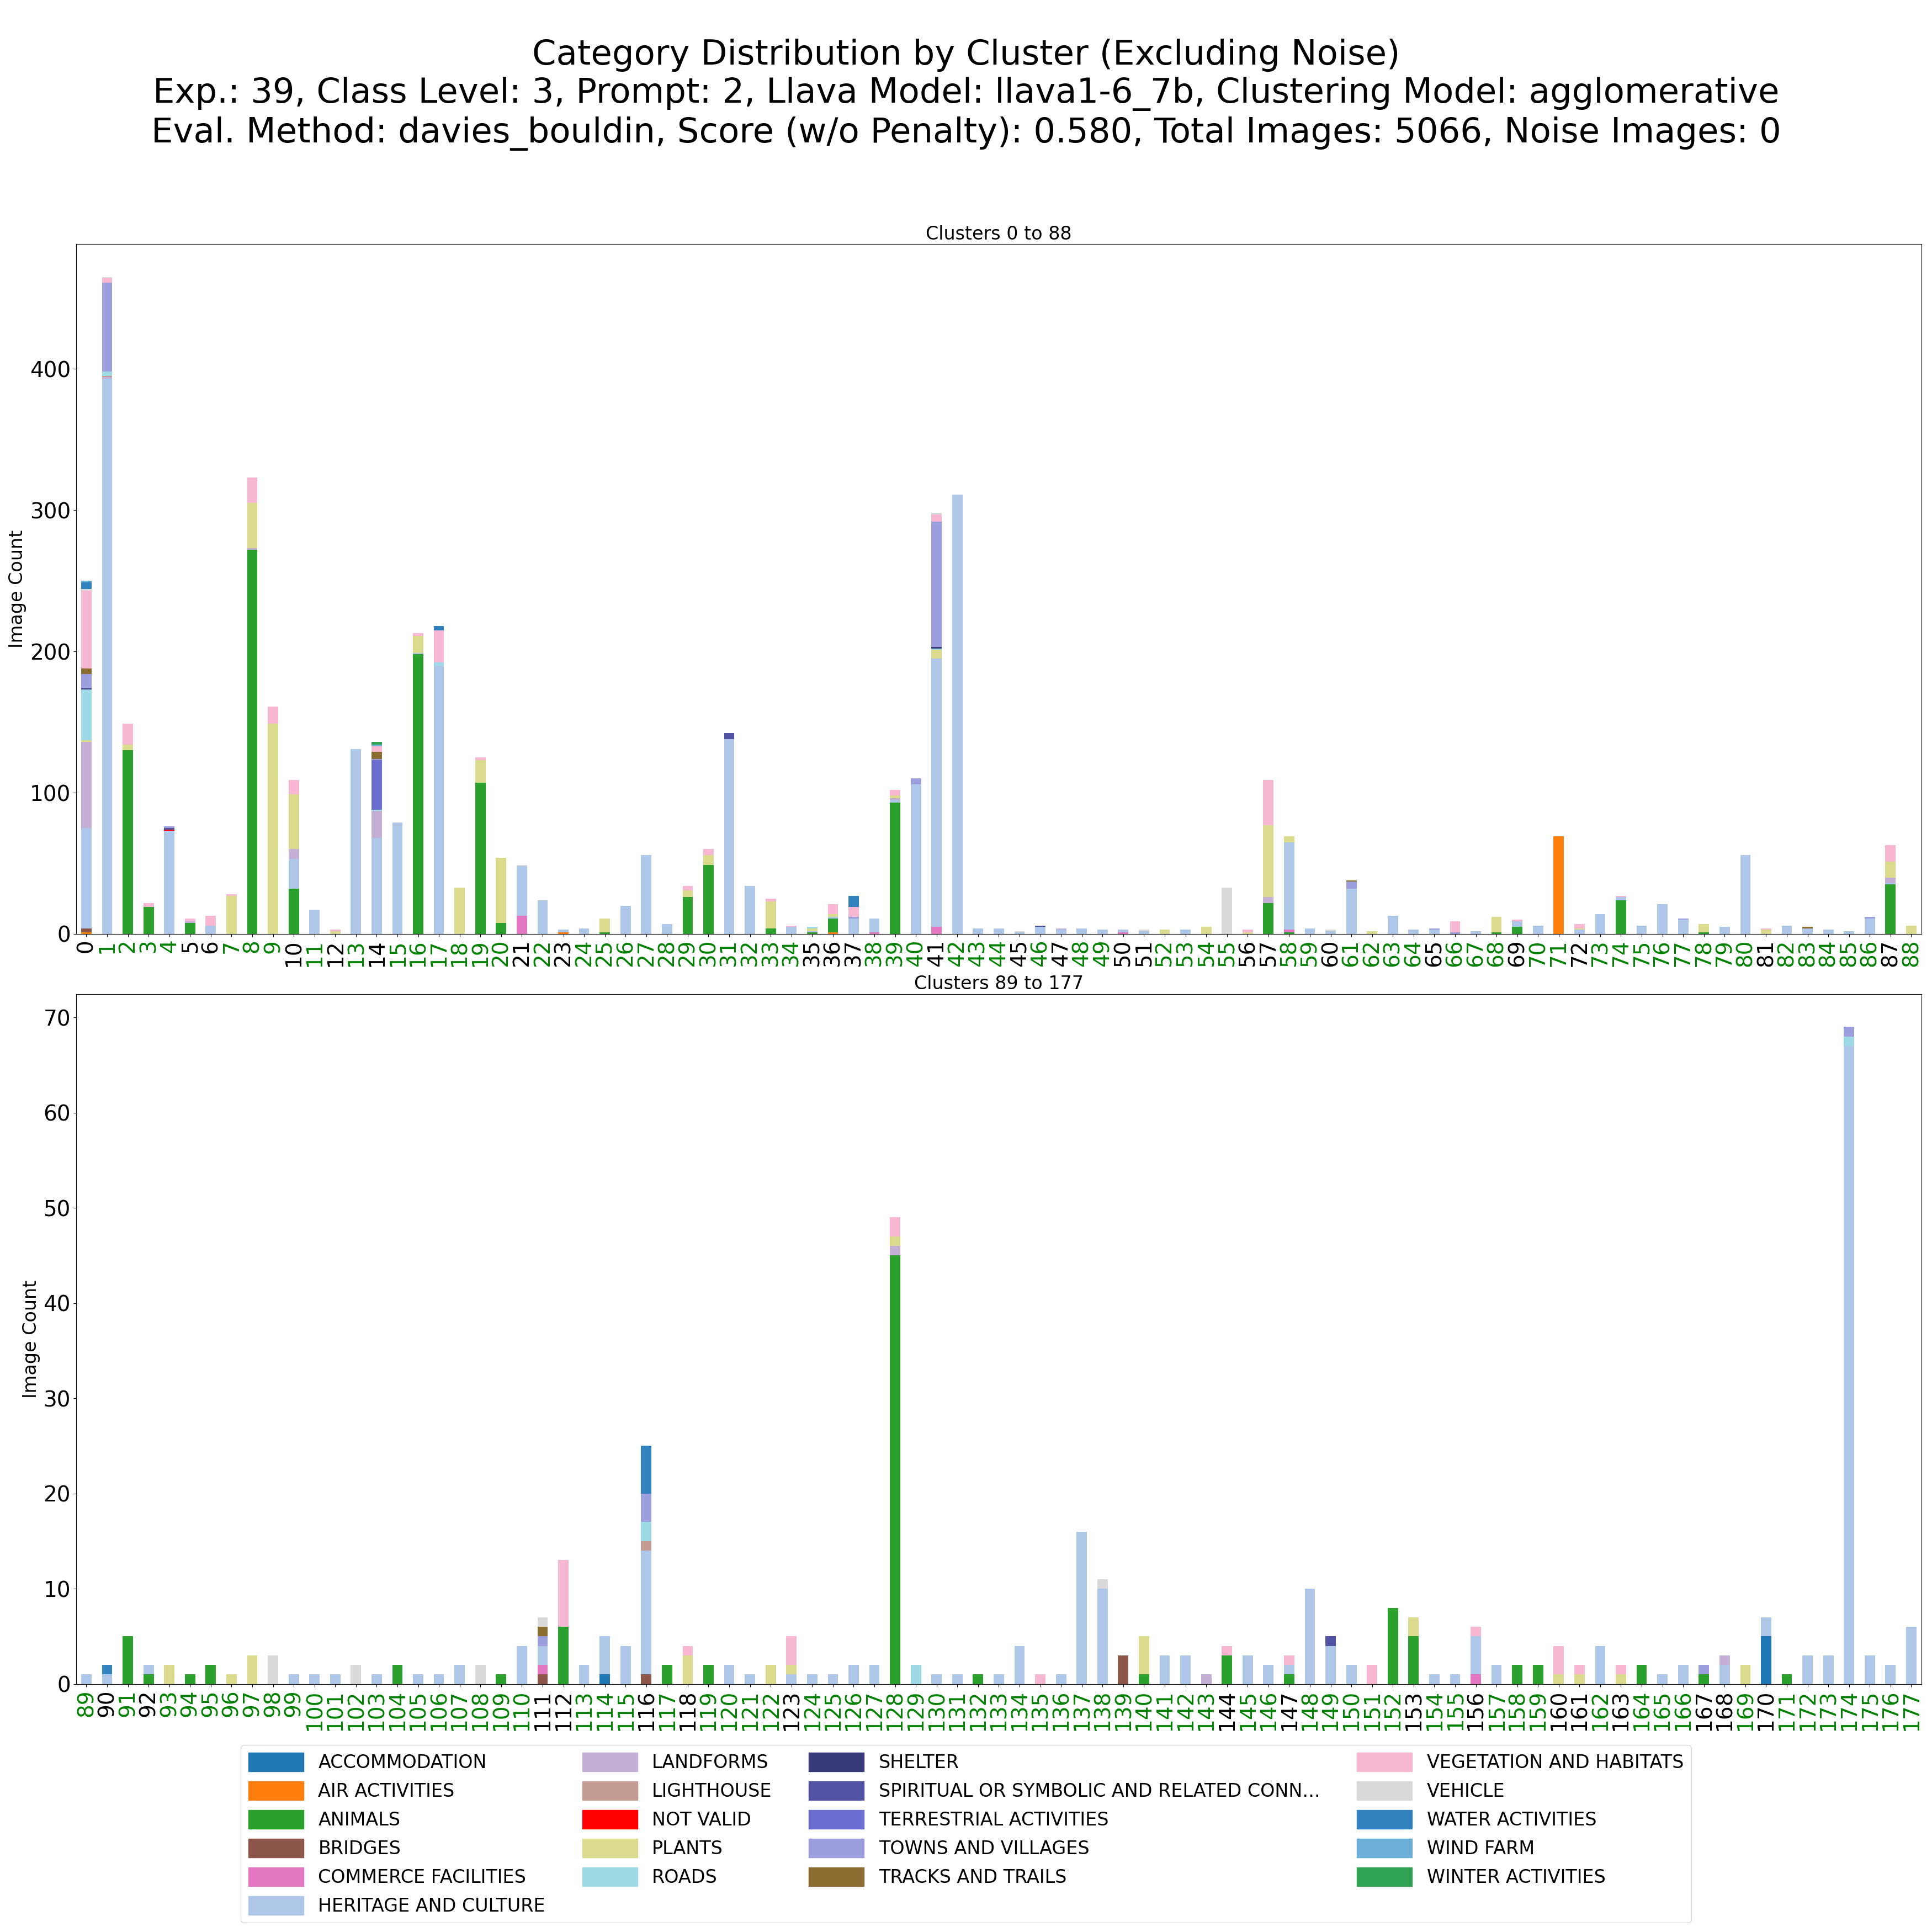 Category Distribution by Cluster (Excluding Noise)
Exp.: 39, Class Level: 3, Prompt: 2, Llava Model: llava1-6_7b, Clustering Model: agglomerative
Eval. Method: davies_bouldin, Score (w/o Penalty): 0.580, Total Images: 5066, Noise Images: 0
Clusters 0 to 88
Image Count
400
300
200
100
0
0 1 2 3 4 5 6 7 8 9 10 11 12 13 14 15 16 17 18 19 20 21 22 23 24 25 26 27 28 29 30 31 32 33 34 35 36 37 38 39 40 41 42 43 44 45 46 47 48 49 50 51 52 53 54 55 56 57 58 59 60 61 62 63 64 65 66 67 68 69 70 71 72 73 74 75 76 77 78 79 80 81 82 83 84 85 86 87 88
Clusters 89 to 177
Image Count
70
60
50
40
30
20
10
0
89 90 91 92 93 94 95 96 97 98 99 100 101 102 103 104 105 106 107 108 109 110 111 112 113 114 115 116 117 118 119 120 121 122 123 124 125 126 127 128 129 130 131 132 133 134 135 136 137 138 139 140 141 142 143 144 145 146 147 148 149 150 151 152 153 154 155 156 157 158 159 160 161 162 163 164 165 166 167 168 169 170 171 172 173 174 175 176 177
ACCOMMODATION
AIR ACTIVITIES
ANIMALS
BRIDGES
COMMERCE FACILITIES
HERITAGE AND CULTURE
LANDFORMS
LIGHTHOUSE
NOT VALID
PLANTS
ROADS
SHELTER
SPIRITUAL OR SYMBOLIC AND RELATED CONN...
TERRESTRIAL ACTIVITIES
TOWNS AND VILLAGES
TRACKS AND TRAILS
VEGETATION AND HABITATS
VEHICLE
WATER ACTIVITIES
WIND FARM
WINTER ACTIVITIES